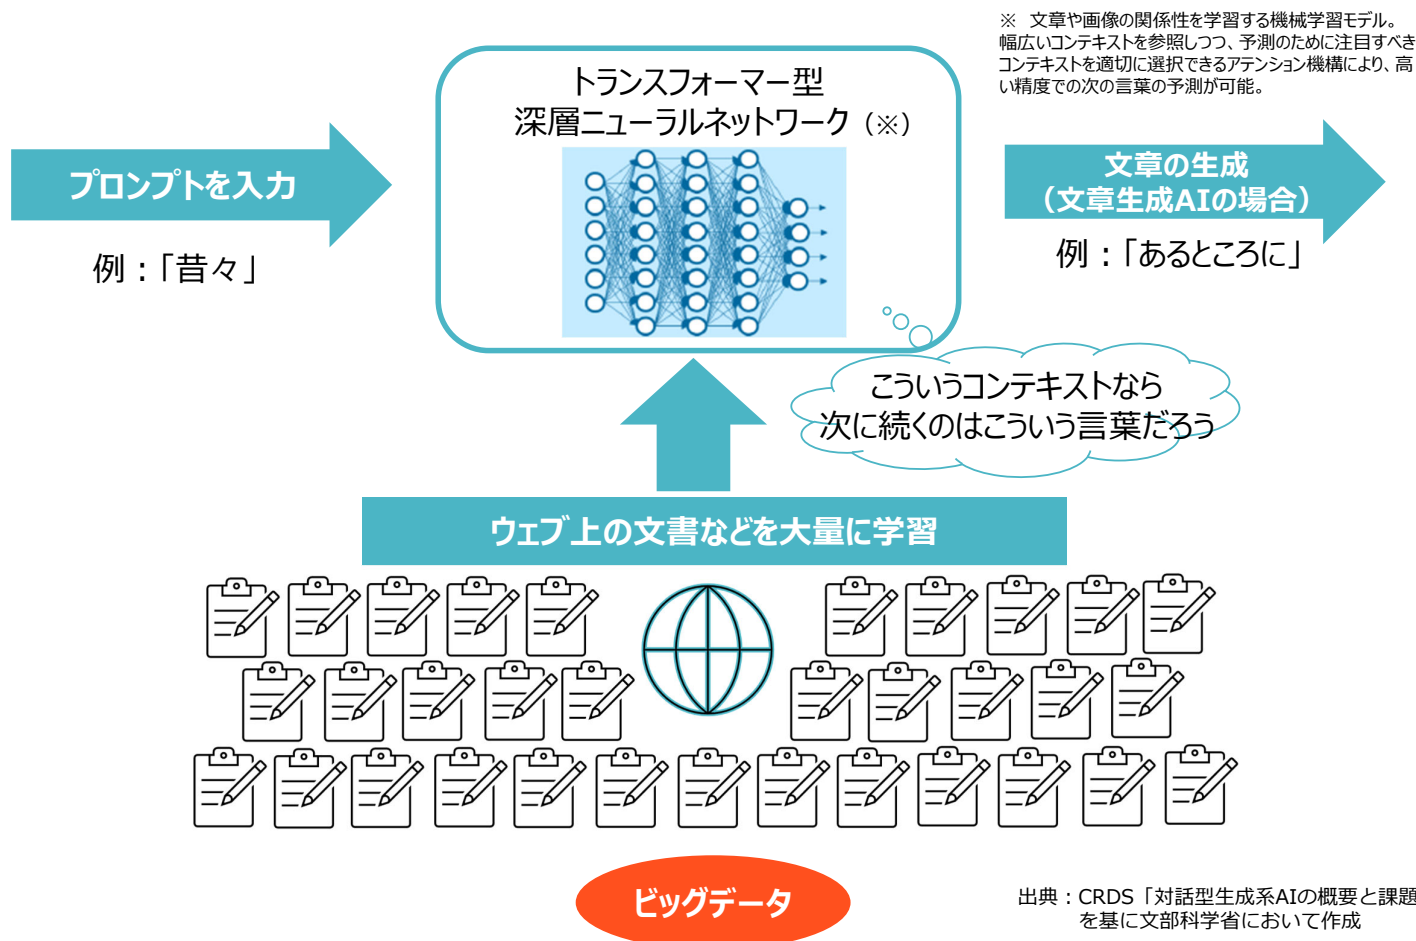 ※　文章や画像の関係性を学習する機械学習モデル。
幅広いコンテキストを参照しつつ、予測のために注目すべき
コンテキストを適切に選択できるアテンション機構により、高
い精度での次の言葉の予測が可能。
トランスフォーマー型
深層ニューラルネットワーク（※）
プロンプトを入力
例：「昔々」
文章の生成
（文章生成AIの場合）
例：「あるところに」
こういうコンテキストなら
次に続くのはこういう言葉だろう
ウェブ上の文書などを大量に学習
ビッグデータ
出典：CRDS「対話型生成系AIの概要と課題
を基に文部科学省において作成